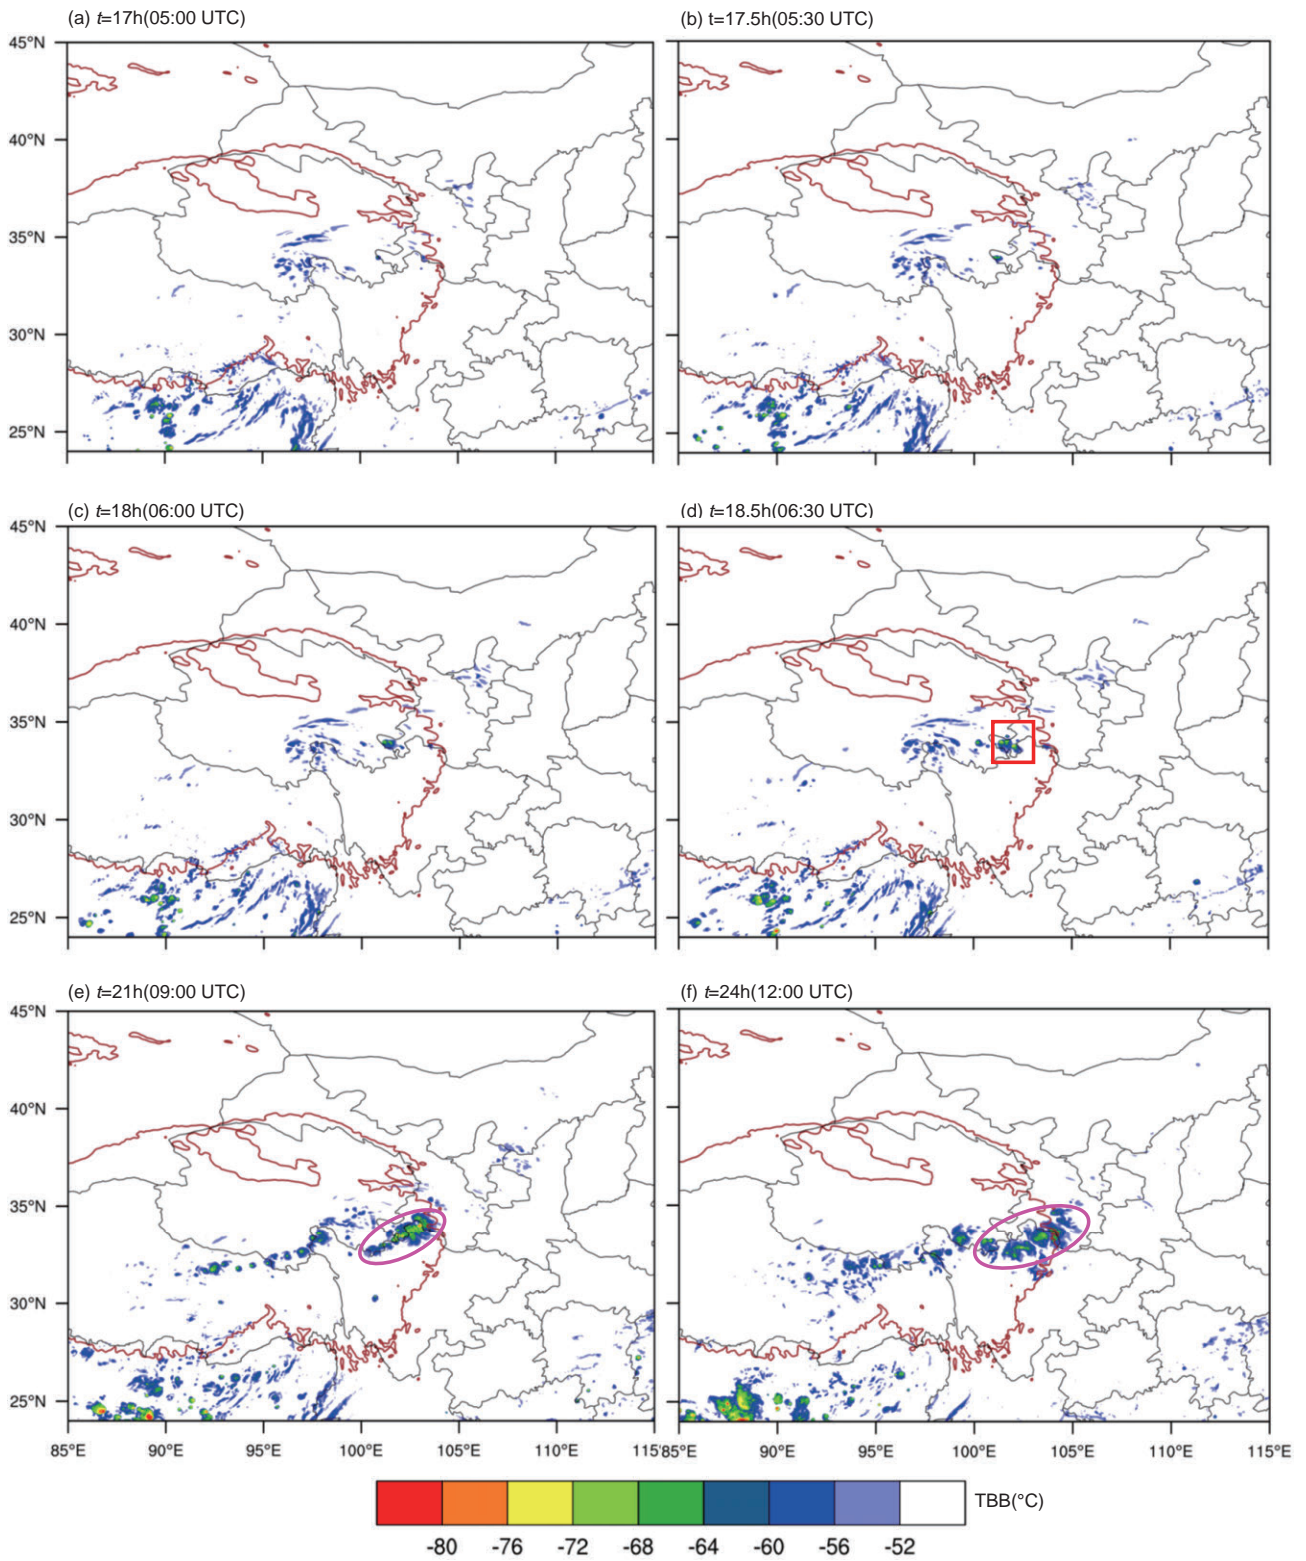 (a) t=17h(05:00 UTC)
(b) t=17.5h(05:30 UTC)
45°N
40°N
35°N
30°N
25°N
(c) t=18h(06:00 UTC)
(d) t=18.5h(06:30 UTC)
45°N
40°N
35°N
30°N
25°N
(e) t=21h(09:00 UTC)
(f) t=24h(12:00 UTC)
45°N
40°N
35°N
30°N
25°N
85°E 90°E 95°E 100°E 105°E 110°E 115°E
85°E 90°E 95°E 100°E 105°E 110°E 115°E
TBB(°C)
-80 -76 -72 -68 -64 -60 -56 -52